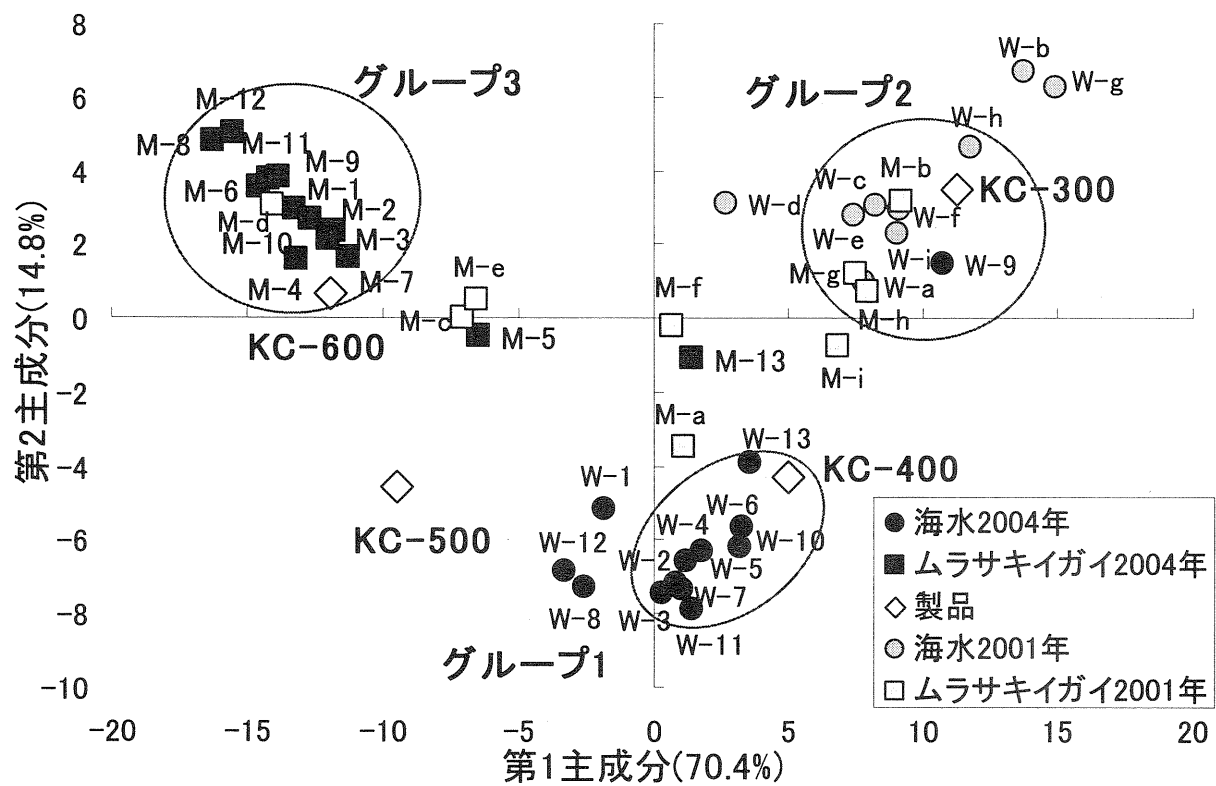 8
6
4
2
0
-2
-4
-6
-8
-10
第2主成分(14.8%)
-20
-15
-10
-5
0
5
10
15
20
第1主成分(70.4%)
グループ3
M-12
M-8
M-11
M-9
M-6
M-1
M-2
M-d
M-10
M-3
M-4
M-7
KC-600
M-e
M-c
M-5
グループ2
W-b
W-g
W-h
M-b
W-c
KC-300
W-d
W-f
W-e
W-i
W-9
M-g
W-a
M-h
M-f
M-13
M-i
M-a
W-13
KC-400
KC-500
W-1
W-6
W-4
W-12
W-10
W-2
W-5
W-7
W-8
W-3
W-11
グループ1
海水2004年
ムラサキイガイ2004年
製品
海水2001年
ムラサキイガイ2001年